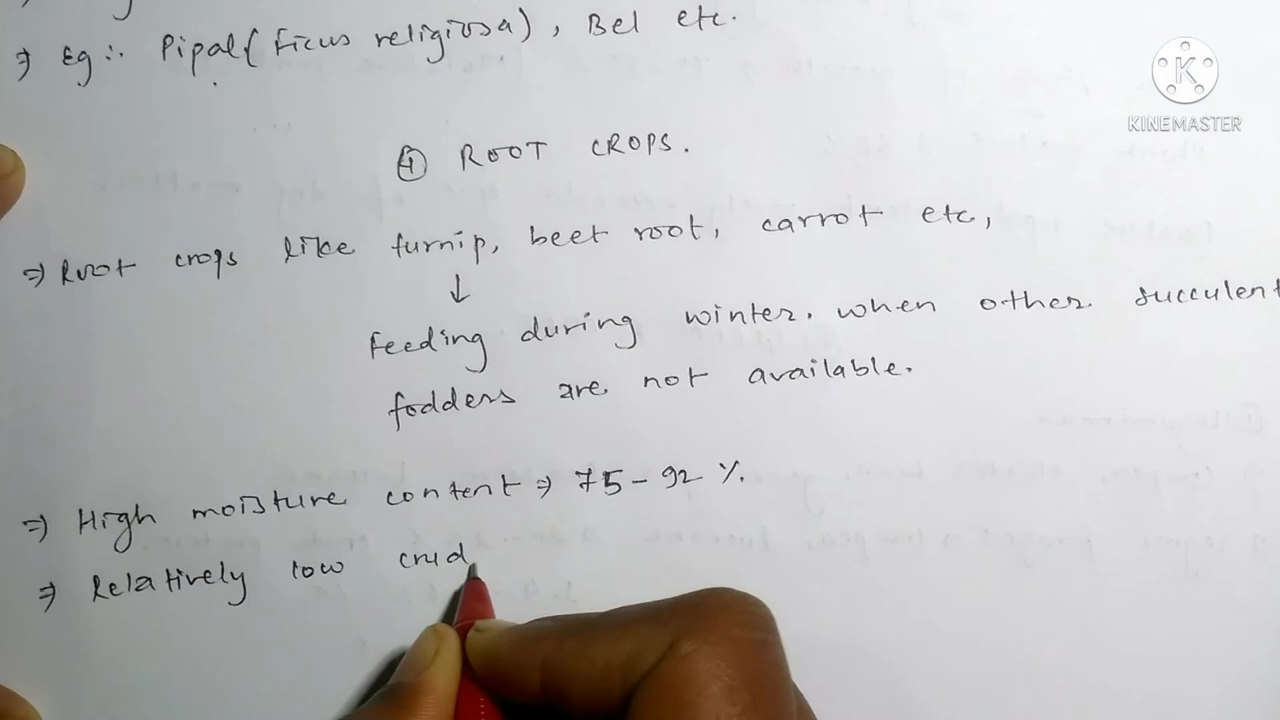 ⇒ Eg ∴ Pipal (Ficus religiosa), Bel etc.
④ ROOT CROPS.
⇒ Root crops like turnip, beet root, carrot etc,
↓
feeding during winter. when other succulent
fodders are not available.
⇒ High moisture content ⇒ 75-92 %.
⇒ Relatively low crud
K
KINEMASTER